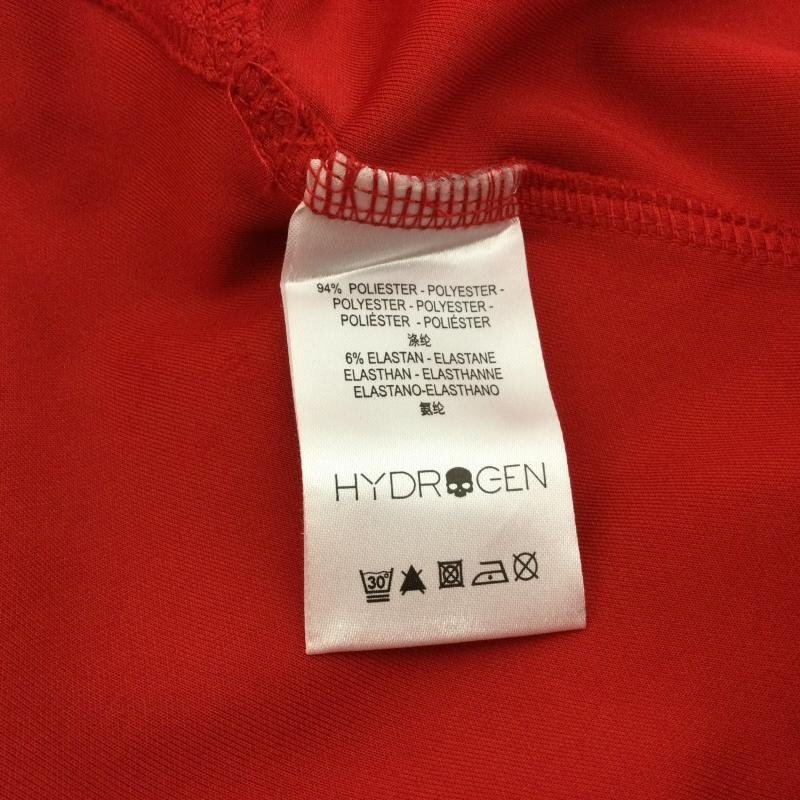 94% POLIESTER - POLYESTER -
POLYESTER - POLYESTER -
POLIÉSTER - POLIÉSTER
涤纶
6% ELASTAN - ELASTANE
ELASTHAN - ELASTHANNE
ELASTANO-ELASTHANO
氨纶
HYDROGEN
30°